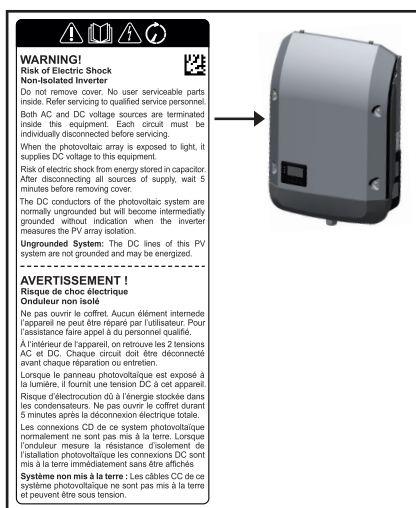 WARNING!
Risk of Electric Shock
Non-Isolated Inverter
Do not remove cover. No user serviceable parts
inside. Refer servicing to qualified service personnel.
Both AC and DC voltage sources are terminated
inside this equipment. Each circuit must be
individually disconnected before servicing.
When the photovoltaic array is exposed to light, it
supplies DC voltage to this equipment.
Risk of electric shock from energy stored in capacitor.
After disconnecting all sources of supply, wait 5
minutes before removing cover.
The DC conductors of the photovoltaic system are
normally ungrounded but will become intermediatly
grounded without indication when the inverter
measures the PV array isolation.
Ungrounded System: The DC lines of this PV
system are not grounded and may be energized.
AVERTISSEMENT !
Risque de choc électrique
Onduleur non isolé
Ne pas ouvrir le coffret. Aucun élément internede
l'appareil ne peut être réparé par l'utilisateur. Pour
l'assistance faire appel à du personnel qualifié.
À l'intérieur de l'appareil, on retrouve les 2 tensions
AC et DC. Chaque circuit doit être déconnecté
avant chaque réparation ou entretien.
Lorsque le panneau photovoltaïque est exposé à
la lumière, il fournit une tension DC à cet appareil.
Risque d'électrocution dû à l'énergie stockée dans
les condensateurs. Ne pas ouvrir le coffret durant
5 minutes après la déconnexion électrique totale.
Les connexions CD de ce système photovoltaïque
normalement ne sont pas mis à la terre. Lorsque
l'onduleur mesure la résistance d'isolement de
l'istallation photovoltaïque les connexions DC sont
mis à la terre immédiatement sans être affichés
Système non mis à la terre : Les câbles CC de ce
système photovoltaïque ne sont pas mis à la terre
et peuvent être sous tension.